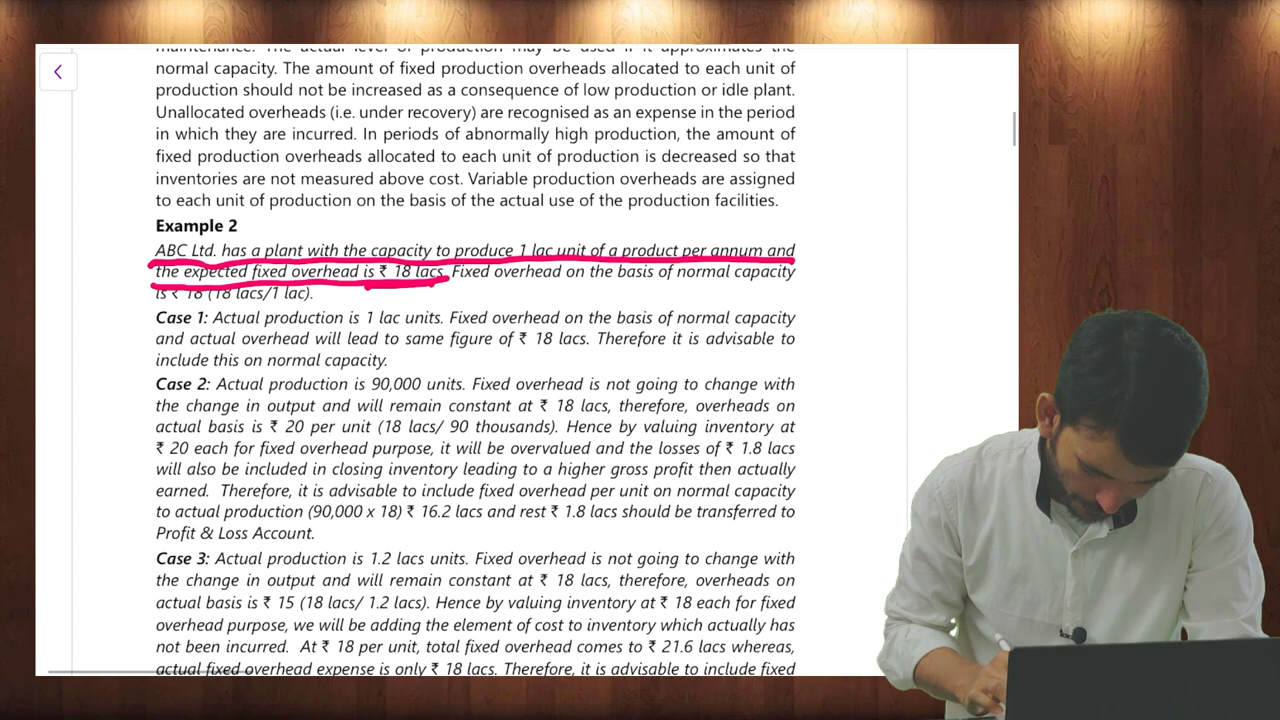 maintenance. The actual level of production may be used if it approximates the
normal capacity. The amount of fixed production overheads allocated to each unit of
production should not be increased as a consequence of low production or idle plant.
Unallocated overheads (i.e. under recovery) are recognised as an expense in the period
in which they are incurred. In periods of abnormally high production, the amount of
fixed production overheads allocated to each unit of production is decreased so that
inventories are not measured above cost. Variable production overheads are assigned
to each unit of production on the basis of the actual use of the production facilities.
Example 2
ABC Ltd. has a plant with the capacity to produce 1 lac unit of a product per annum and
the expected fixed overhead is ₹ 18 lacs. Fixed overhead on the basis of normal capacity
is ₹ 18 (18 lacs/1 lac).
Case 1: Actual production is 1 lac units. Fixed overhead on the basis of normal capacity
and actual overhead will lead to same figure of ₹ 18 lacs. Therefore it is advisable to
include this on normal capacity.
Case 2: Actual production is 90,000 units. Fixed overhead is not going to change with
the change in output and will remain constant at ₹ 18 lacs, therefore, overheads on
actual basis is ₹ 20 per unit (18 lacs/ 90 thousands). Hence by valuing inventory at
₹ 20 each for fixed overhead purpose, it will be overvalued and the losses of ₹ 1.8 lacs
will also be included in closing inventory leading to a higher gross profit then actually
earned. Therefore, it is advisable to include fixed overhead per unit on normal capacity
to actual production (90,000 x 18) ₹ 16.2 lacs and rest ₹ 1.8 lacs should be transferred to
Profit & Loss Account.
Case 3: Actual production is 1.2 lacs units. Fixed overhead is not going to change with
the change in output and will remain constant at ₹ 18 lacs, therefore, overheads on
actual basis is ₹ 15 (18 lacs/ 1.2 lacs). Hence by valuing inventory at ₹ 18 each for fixed
overhead purpose, we will be adding the element of cost to inventory which actually has
not been incurred. At ₹ 18 per unit, total fixed overhead comes to ₹ 21.6 lacs whereas,
actual fixed overhead expense is only ₹ 18 lacs. Therefore, it is advisable to include fixed